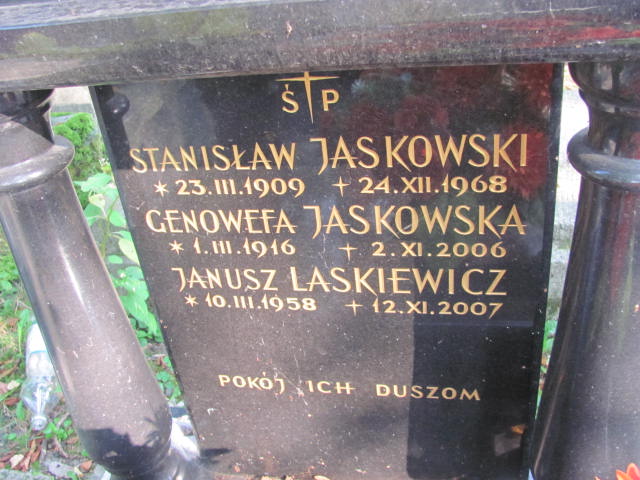 Ś P
STANISŁAW JASKOWSKI
* 23.III.1909 + 24.XII.1968
GENOWEFA JASKOWSKA
* 1.III.1916 + 2.XI.2006
JANUSZ LASKIEWICZ
* 10.III.1958 + 12.XI.2007
POKÓJ ICH DUSZOM